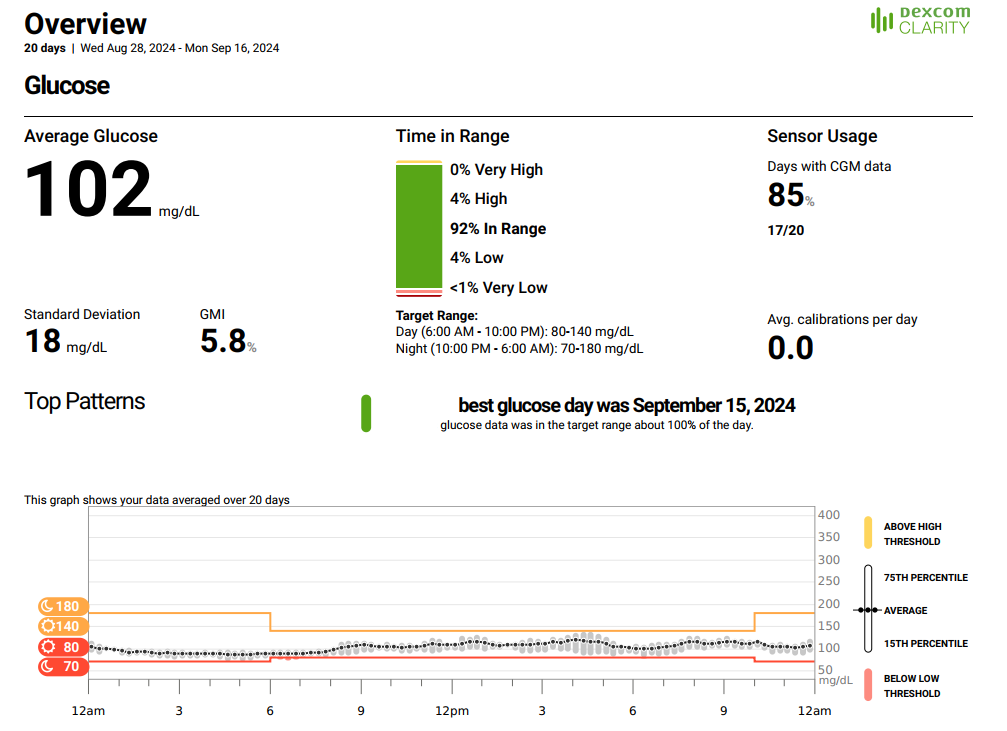 Overview
DEXCOM
CLARITY
20 days | Wed Aug 28, 2024 - Mon Sep 16, 2024
Glucose
Average Glucose
102 mg/dL
Standard Deviation
18 mg/dL
GMI
5.8%
Time in Range
0% Very High
4% High
92% In Range
4% Low
<1% Very Low
Target Range:
Day (6:00 AM - 10:00 PM): 80-140 mg/dL
Night (10:00 PM - 6:00 AM): 70-180 mg/dL
Sensor Usage
Days with CGM data
85%
17/20
Avg. calibrations per day
0.0
Top Patterns
best glucose day was September 15, 2024
glucose data was in the target range about 100% of the day.
This graph shows your data averaged over 20 days
180
140
80
70
400
350
300
250
200
150
100
50
mg/dL
12am 3 6 9 12pm 3 6 9 12am
ABOVE HIGH
THRESHOLD
75TH PERCENTILE
AVERAGE
15TH PERCENTILE
BELOW LOW
THRESHOLD